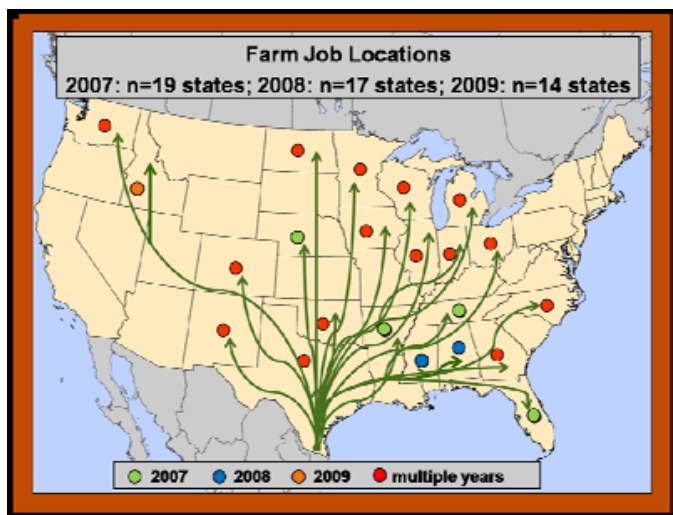 Farm Job Locations
2007: n=19 states; 2008: n=17 states; 2009: n=14 states
2007 2008 2009 multiple years